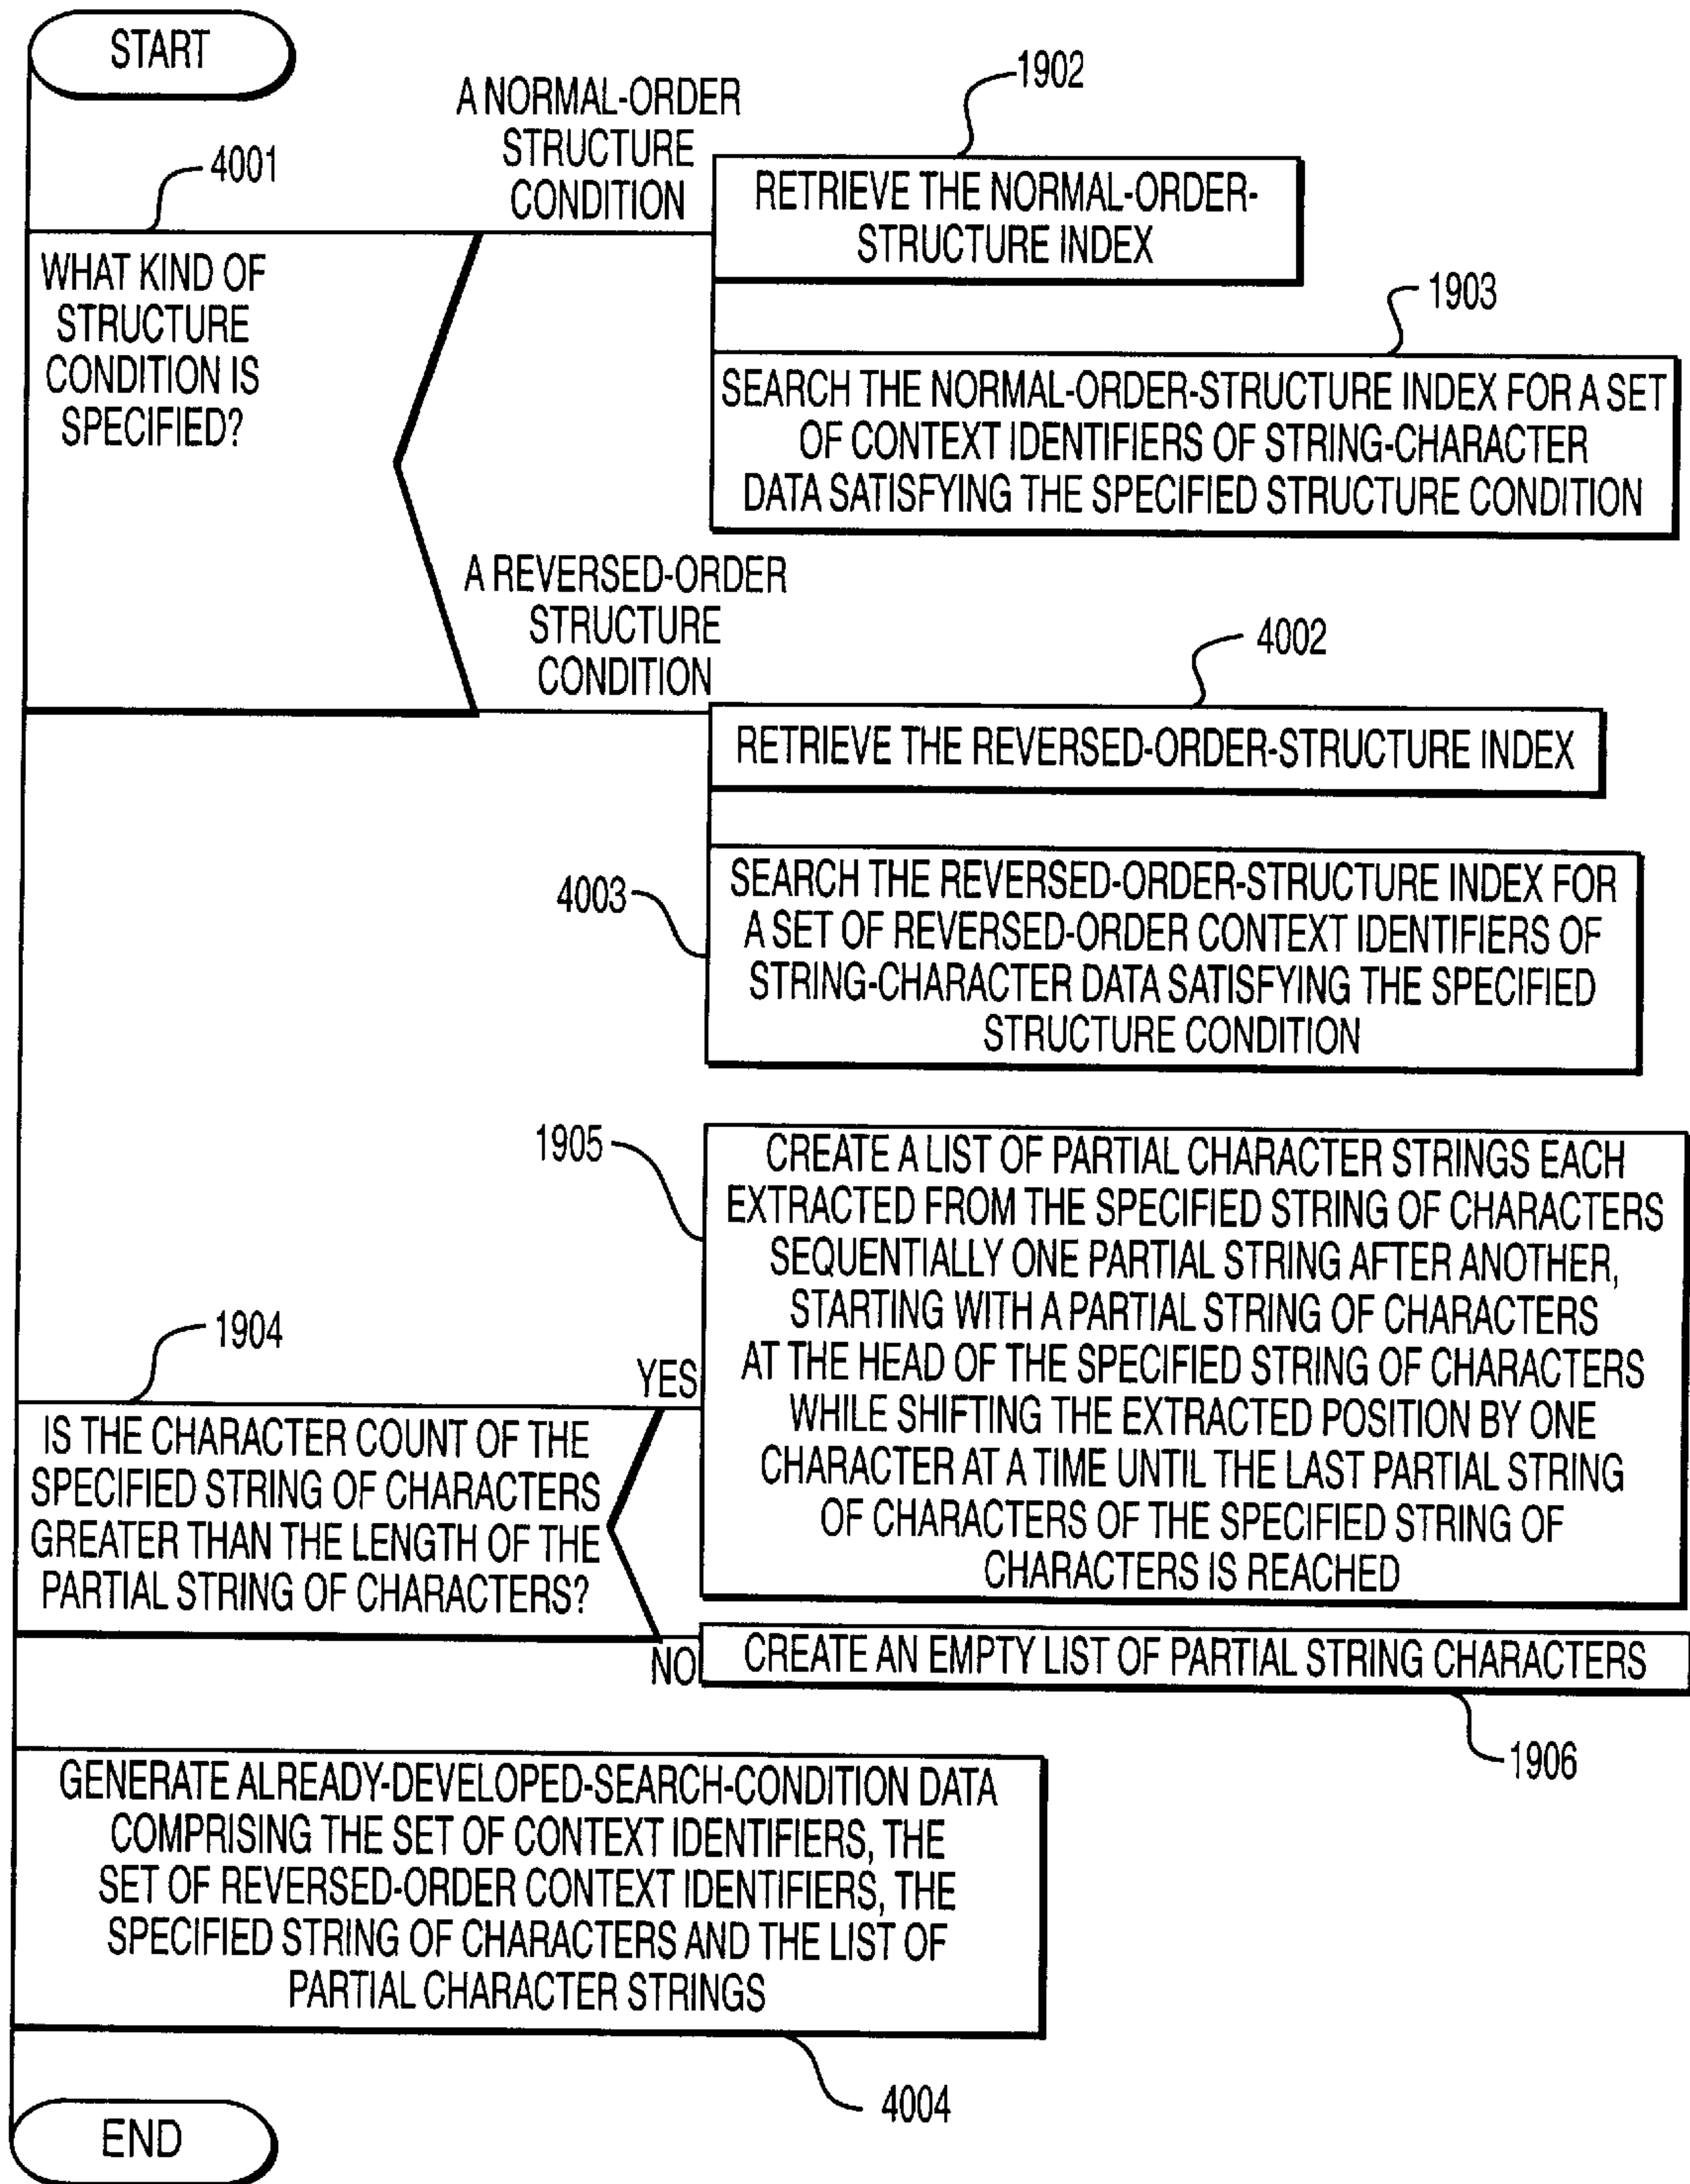 START
1902
A NORMAL-ORDER
STRUCTURE
CONDITION
4001
RETRIEVE THE NORMAL-ORDER-
STRUCTURE INDEX
WHAT KIND OF
STRUCTURE
CONDITION IS
SPECIFIED?
1903
SEARCH THE NORMAL-ORDER-STRUCTURE INDEX FOR A SET
OF CONTEXT IDENTIFIERS OF STRING-CHARACTER
DATA SATISFYING THE SPECIFIED STRUCTURE CONDITION
A REVERSED-ORDER
STRUCTURE
CONDITION
4002
RETRIEVE THE REVERSED-ORDER-STRUCTURE INDEX
4003
SEARCH THE REVERSED-ORDER-STRUCTURE INDEX FOR
A SET OF REVERSED-ORDER CONTEXT IDENTIFIERS OF
STRING-CHARACTER DATA SATISFYING THE SPECIFIED
STRUCTURE CONDITION
1905
CREATE A LIST OF PARTIAL CHARACTER STRINGS EACH
EXTRACTED FROM THE SPECIFIED STRING OF CHARACTERS
SEQUENTIALLY ONE PARTIAL STRING AFTER ANOTHER,
STARTING WITH A PARTIAL STRING OF CHARACTERS
AT THE HEAD OF THE SPECIFIED STRING OF CHARACTERS
WHILE SHIFTING THE EXTRACTED POSITION BY ONE
CHARACTER AT A TIME UNTIL THE LAST PARTIAL STRING
OF CHARACTERS OF THE SPECIFIED STRING OF
CHARACTERS IS REACHED
1904
YES
IS THE CHARACTER COUNT OF THE
SPECIFIED STRING OF CHARACTERS
GREATER THAN THE LENGTH OF THE
PARTIAL STRING OF CHARACTERS?
NO
CREATE AN EMPTY LIST OF PARTIAL STRING CHARACTERS
1906
GENERATE ALREADY-DEVELOPED-SEARCH-CONDITION DATA
COMPRISING THE SET OF CONTEXT IDENTIFIERS, THE
SET OF REVERSED-ORDER CONTEXT IDENTIFIERS, THE
SPECIFIED STRING OF CHARACTERS AND THE LIST OF
PARTIAL CHARACTER STRINGS
4004
END